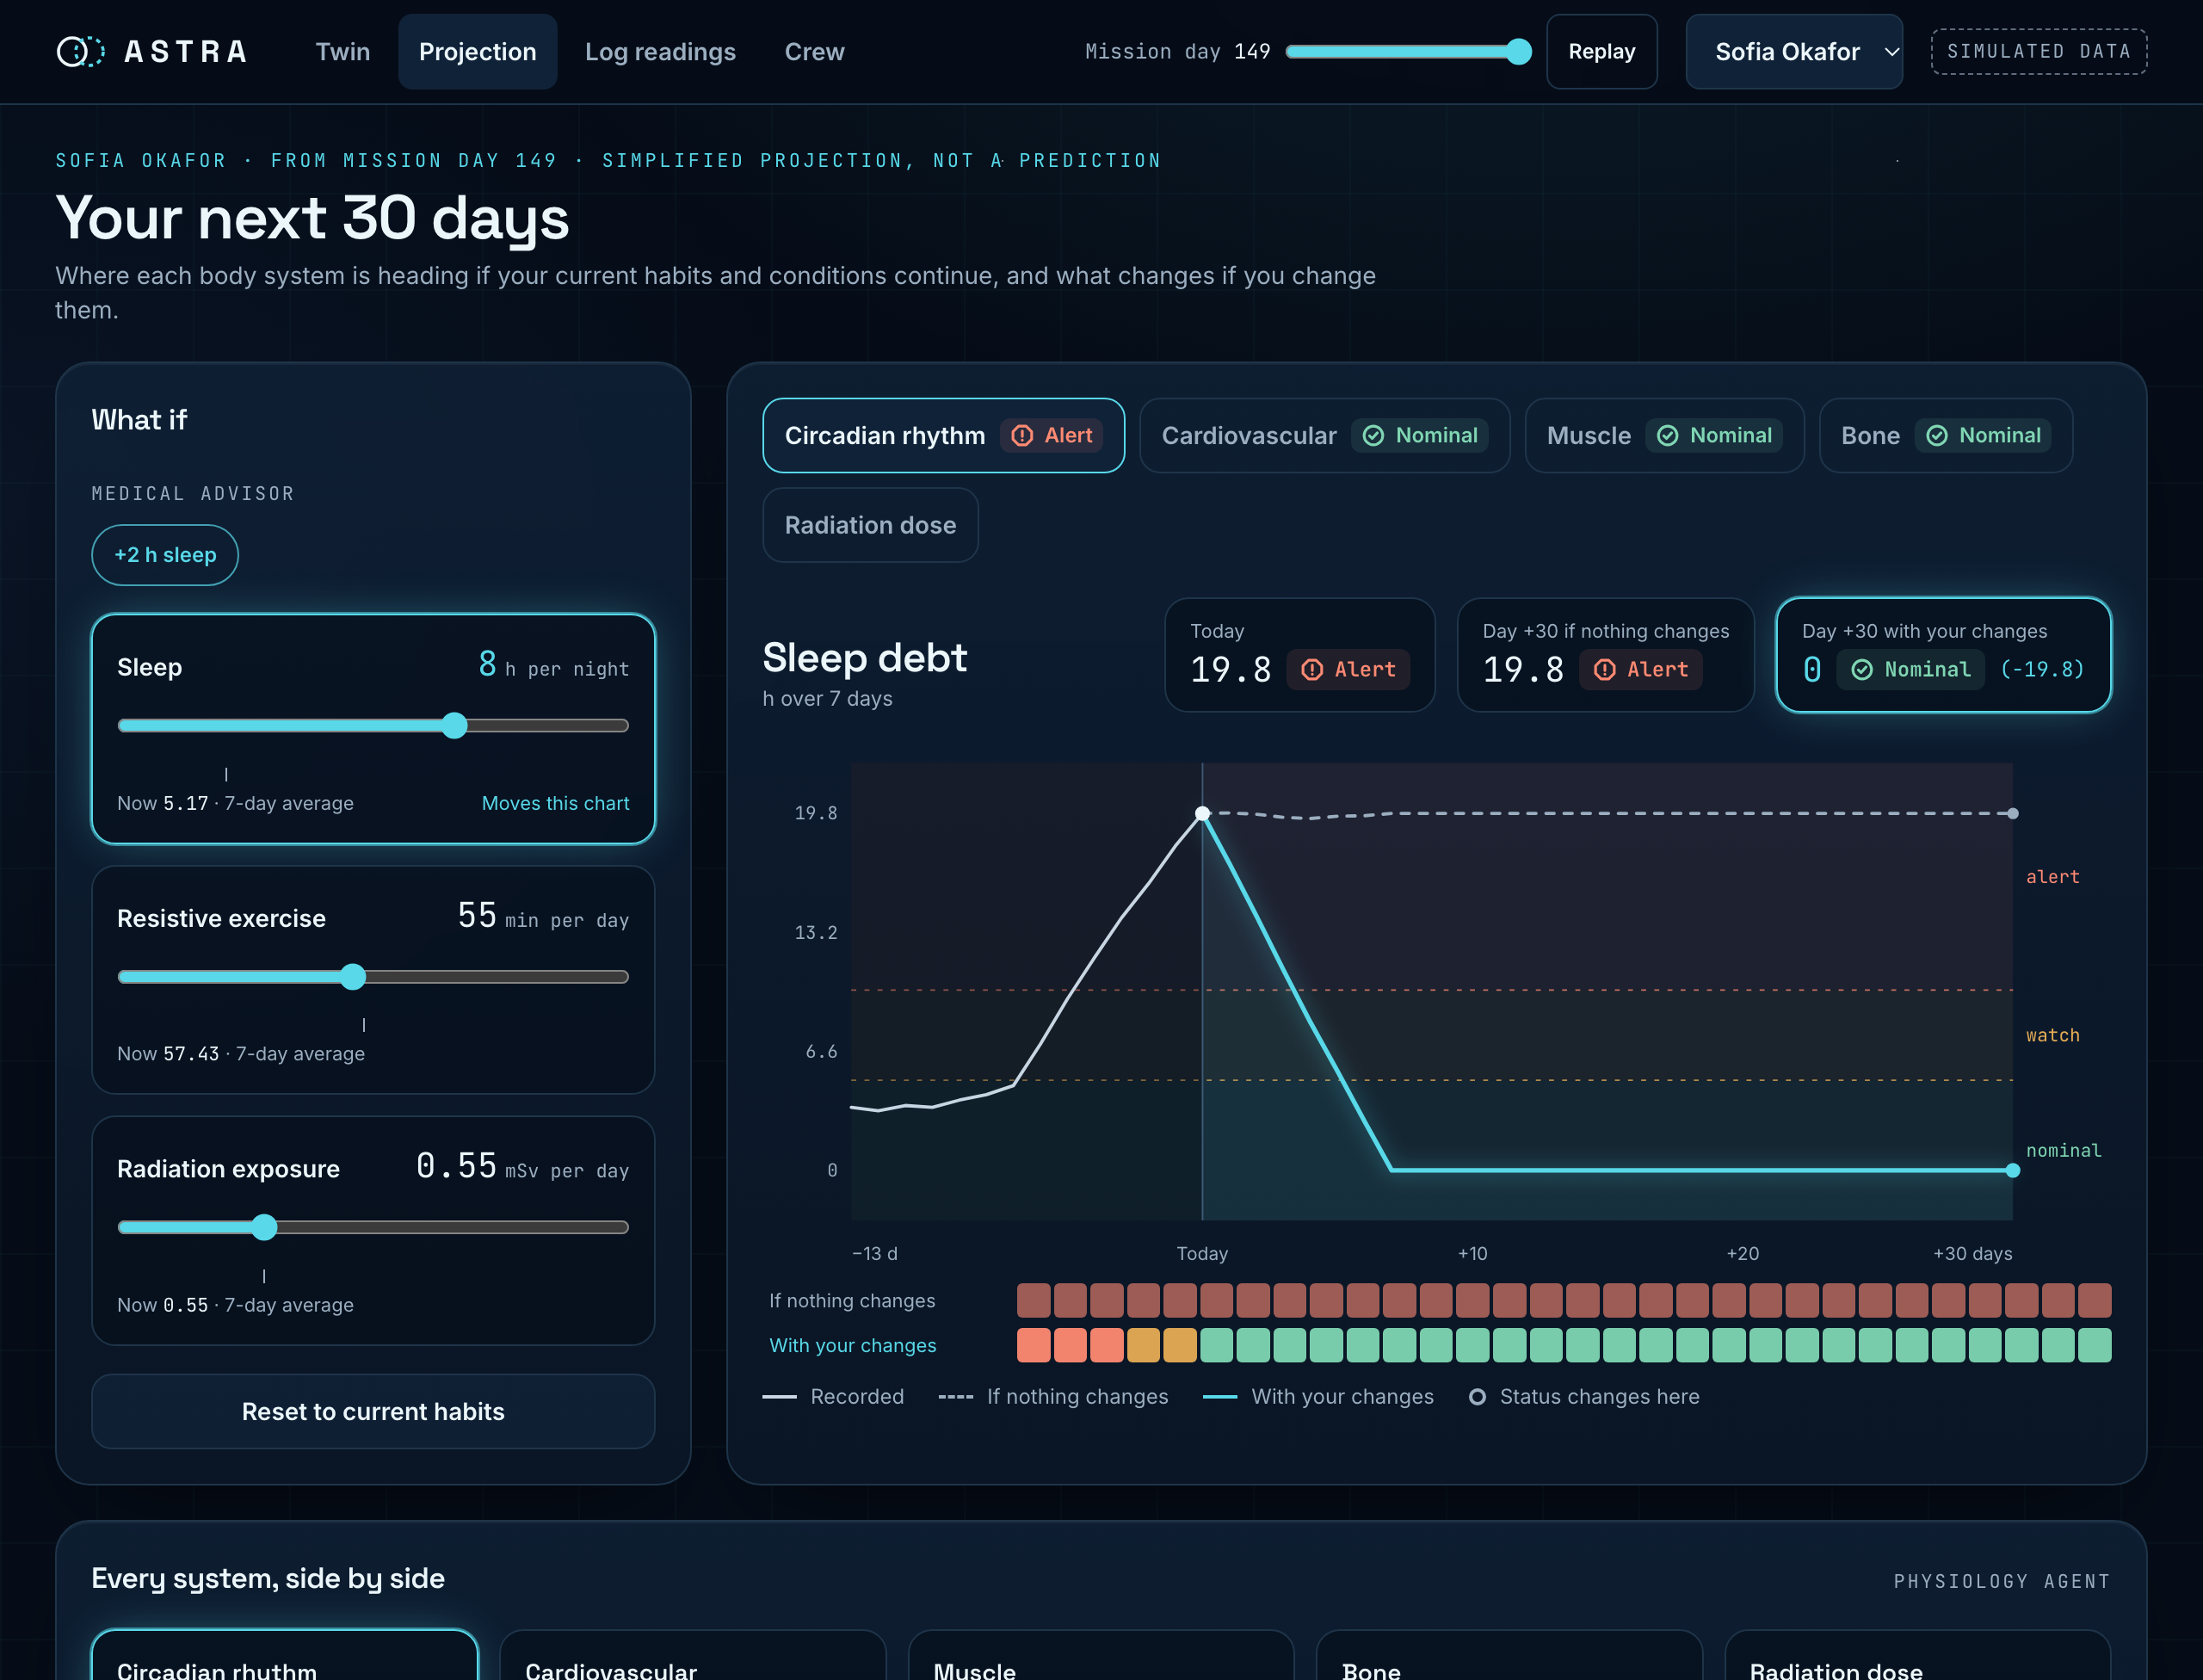 ASTRA
Twin
Projection
Log readings
Crew
Mission day 149
Replay
Sofia Okafor
SIMULATED DATA
SOFIA OKAFOR · FROM MISSION DAY 149 · SIMPLIFIED PROJECTION, NOT A PREDICTION
Your next 30 days
Where each body system is heading if your current habits and conditions continue, and what changes if you change
them.
What if
MEDICAL ADVISOR
+2 h sleep
Sleep
8 h per night
Now 5.17 · 7-day average
Moves this chart
Resistive exercise
55 min per day
Now 57.43 · 7-day average
Radiation exposure
0.55 mSv per day
Now 0.55 · 7-day average
Reset to current habits
Circadian rhythm Alert
Cardiovascular Nominal
Muscle Nominal
Bone Nominal
Radiation dose
Sleep debt
h over 7 days
Today
19.8 Alert
Day +30 if nothing changes
19.8 Alert
Day +30 with your changes
0 Nominal (-19.8)
19.8
13.2
6.6
0
alert
watch
nominal
−13 d
Today
+10
+20
+30 days
If nothing changes
With your changes
Recorded
If nothing changes
With your changes
Status changes here
Every system, side by side
PHYSIOLOGY AGENT
Circadian rhythm
Cardiovascular
Muscle
Bone
Radiation dose